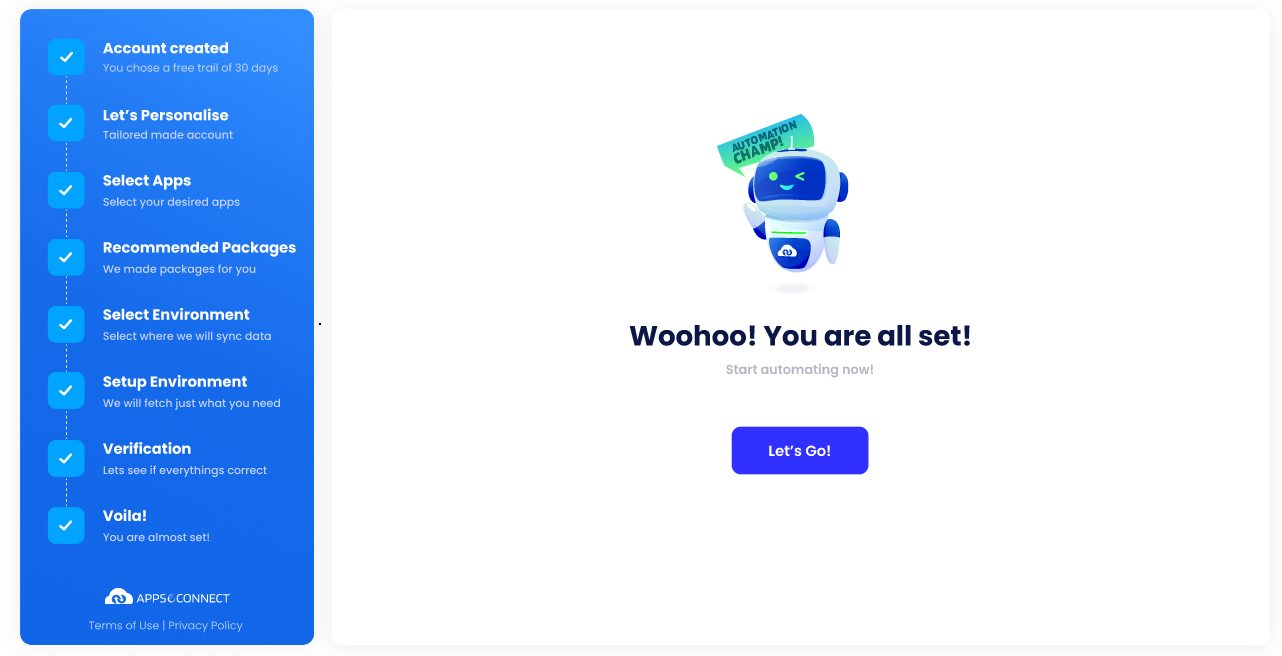 Account created
You chose a free trail of 30 days
Let’s Personalise
Tailored made account
Select Apps
Select your desired apps
Recommended Packages
We made packages for you
Select Environment
Select where we will sync data
Setup Environment
We will fetch just what you need
Verification
Lets see if everythings correct
Voila!
You are almost set!
APPSeCONNECT
Terms of Use | Privacy Policy
AUTOMATION
CHAMP!
Woohoo! You are all set!
Start automating now!
Let’s Go!